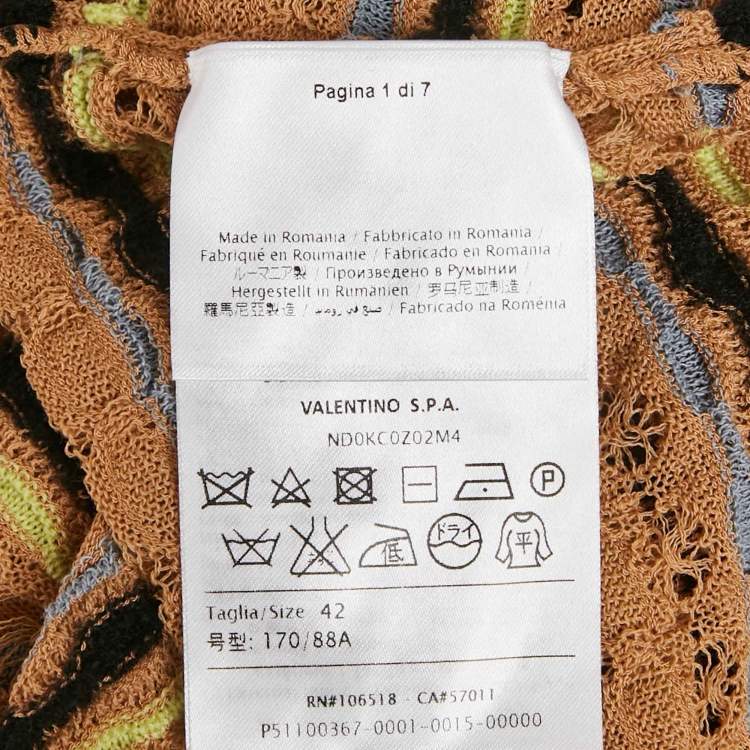 Pagina 1 di 7
Made in Romania / Fabbricato in Romania /
Fabriqué en Roumanie / Fabricado en Romania /
ルーマニア製 / Произведено в Румынии /
Hergestellt in Rumänien / 罗马尼亚制造 /
羅馬尼亞製造 / صنع في رومد / Fabricado na Roménia
VALENTINO S.P.A.
ND0KC0Z02M4
P
低 ドライ 平
Taglia/Size 42
号型: 170/88A
RN#106518 - CA#57011
P51100367-0001-0015-00000